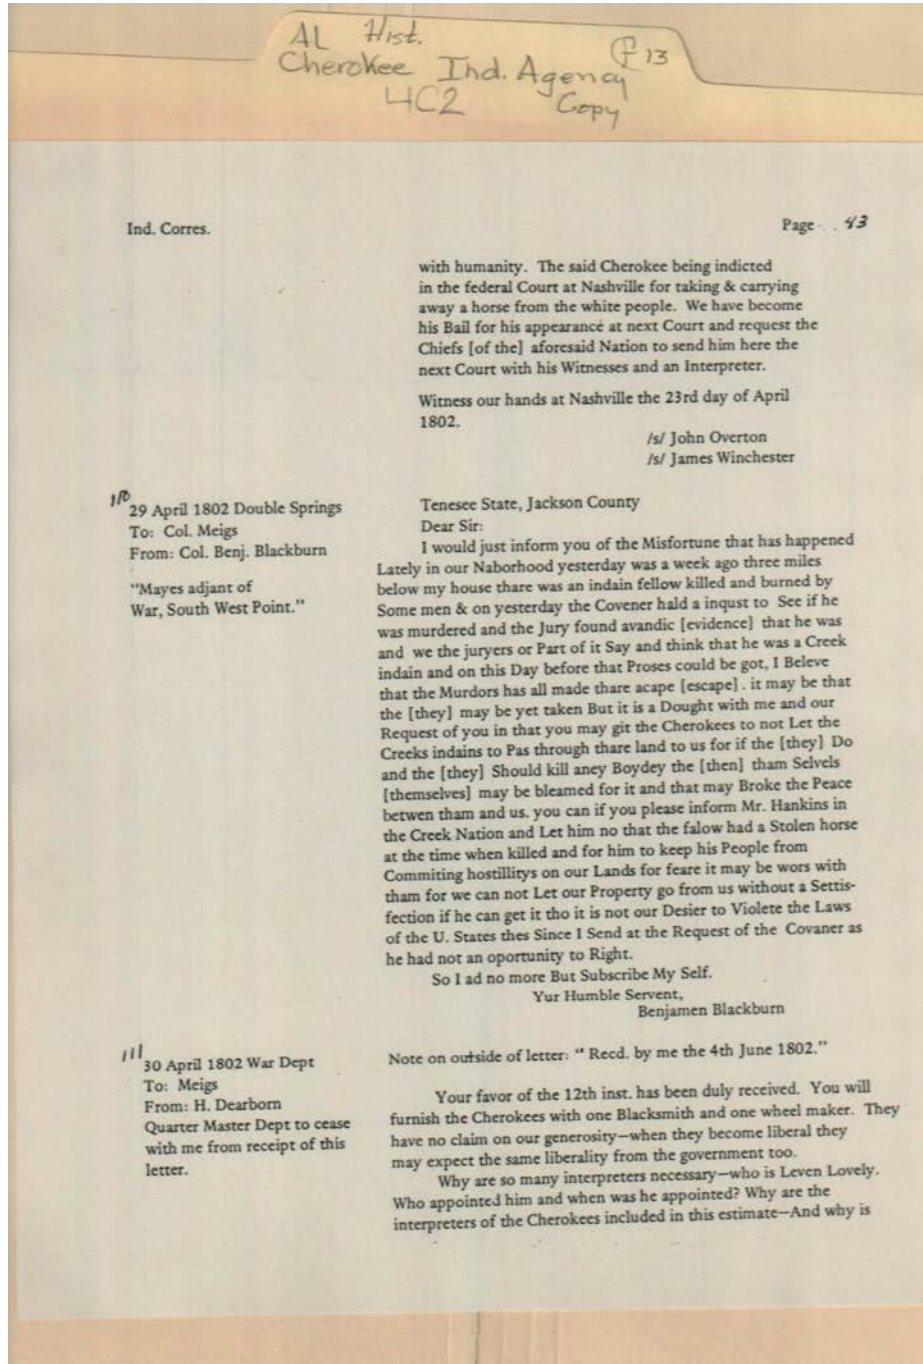 AL Hist.
Cherokee Ind. Agency
4C2 Copy
f 13
Ind. Corres.
Page 43
with humanity. The said Cherokee being indicted
in the federal Court at Nashville for taking & carrying
away a horse from the white people. We have become
his Bail for his appearance at next Court and request the
Chiefs [of the] aforesaid Nation to send him here the
next Court with his Witnesses and an Interpreter.
Witness our hands at Nashville the 23rd day of April
1802.
/s/ John Overton
/s/ James Winchester
110
29 April 1802 Double Springs
To: Col. Meigs
From: Col. Benj. Blackburn
"Mayes adjant of
War, South West Point."
Tenesee State, Jackson County
Dear Sir:
I would just inform you of the Misfortune that has happened
Lately in our Naborhood yesterday was a week ago three miles
below my house thare was an indain fellow killed and burned by
Some men & on yesterday the Covener hald a inqust to See if he
was murdered and the Jury found avandic [evidence] that he was
and we the juryers or Part of it Say and think that he was a Creek
indain and on this Day before that Proses could be got, I Beleve
that the Murdors has all made thare acape [escape]. it may be that
the [they] may be yet taken But it is a Dought with me and our
Request of you in that you may git the Cherokees to not Let the
Creeks indains to Pas through thare land to us for if the [they] Do
and the [they] Should kill aney Boydey the [then] tham Selvels
[themselves] may be bleamed for it and that may Broke the Peace
betwen tham and us. you can if you please inform Mr. Hankins in
the Creek Nation and Let him no that the falow had a Stolen horse
at the time when killed and for him to keep his People from
Commiting hostillitys on our Lands for feare it may be wors with
tham for we can not Let our Property go from us without a Settis-
fection if he can get it tho it is not our Desier to Violete the Laws
of the U. States thes Since I Send at the Request of the Covaner as
he had not an oportunity to Right.
So I ad no more But Subscribe My Self.
Yur Humble Servent,
Benjamen Blackburn
111
30 April 1802 War Dept
To: Meigs
From: H. Dearborn
Quarter Master Dept to cease
with me from receipt of this
letter.
Note on outside of letter: "Recd. by me the 4th June 1802."
Your favor of the 12th inst. has been duly received. You will
furnish the Cherokees with one Blacksmith and one wheel maker. They
have no claim on our generosity—when they become liberal they
may expect the same liberality from the government too.
Why are so many interpreters necessary—who is Leven Lovely.
Who appointed him and when was he appointed? Why are the
interpreters of the Cherokees included in this estimate—And why is